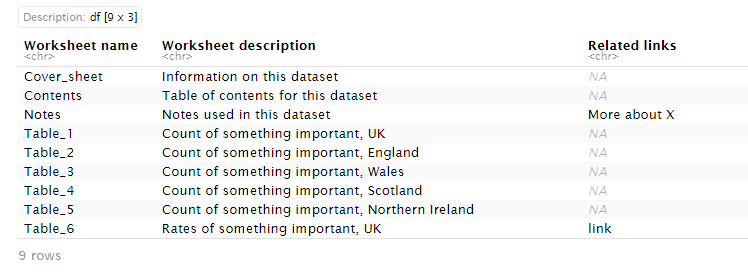 Description: df [9 x 3]
Worksheet name Worksheet description Related links
<chr> <chr> <chr>
Cover_sheet Information on this dataset NA
Contents Table of contents for this dataset NA
Notes Notes used in this dataset More about X
Table_1 Count of something important, UK NA
Table_2 Count of something important, England NA
Table_3 Count of something important, Wales NA
Table_4 Count of something important, Scotland NA
Table_5 Count of something important, Northern Ireland NA
Table_6 Rates of something important, UK link
9 rows